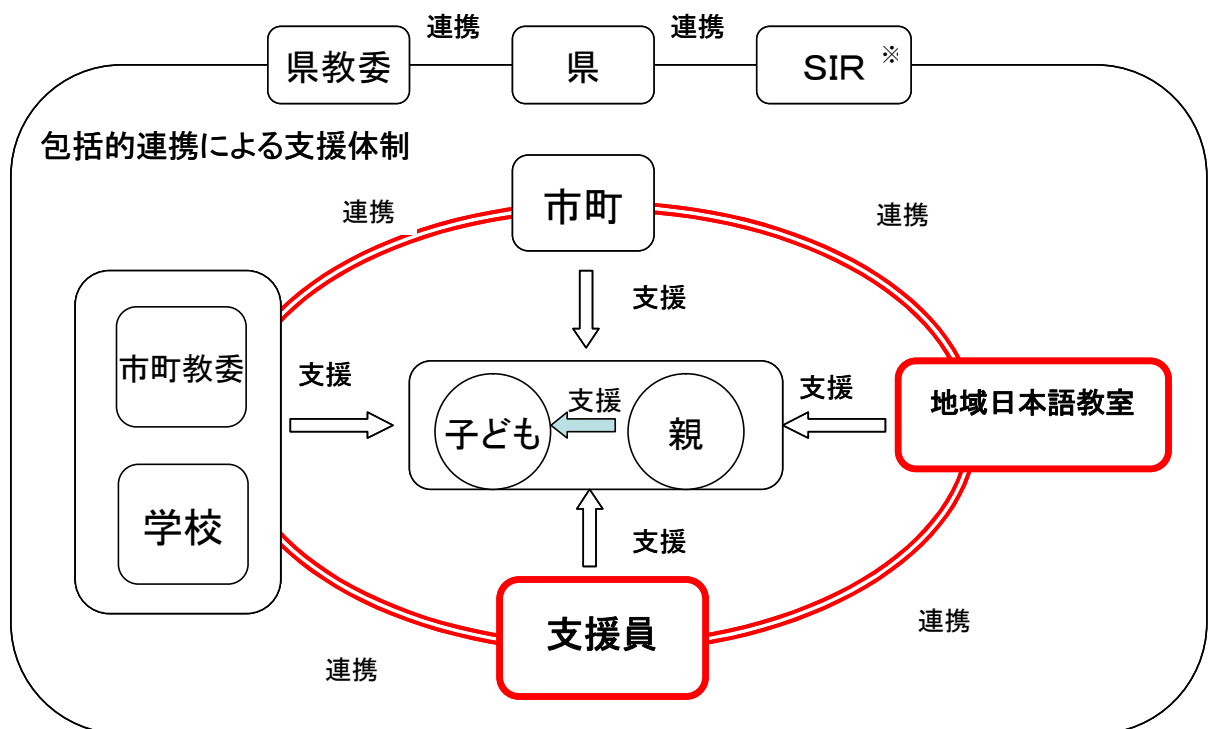 連携
連携
県教委
県
SIR ※
包括的連携による支援体制
市町
連携
連携
支援
市町教委
支援
支援
子ども
支援
親
地域日本語教室
学校
支援
支援員
連携
連携